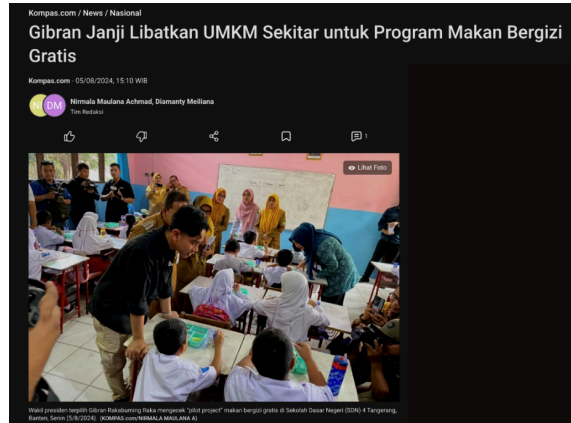 Kompas.com / News / Nasional
Gibran Janji Libatkan UMKM Sekitar untuk Program Makan Bergizi
Gratis
Kompas.com - 05/08/2024, 15:10 WIB
NI DM
Nirmala Maulana Achmad, Diamanty Meiliana
Tim Redaksi
1
Lihat Foto
Wakil presiden terpilih Gibran Rakabuming Raka mengecek "pilot project" makan bergizi gratis di Sekolah Dasar Negeri (SDN) 4 Tangerang,
Banten, Senin (5/8/2024). (KOMPAS.com/NIRMALA MAULANA A)